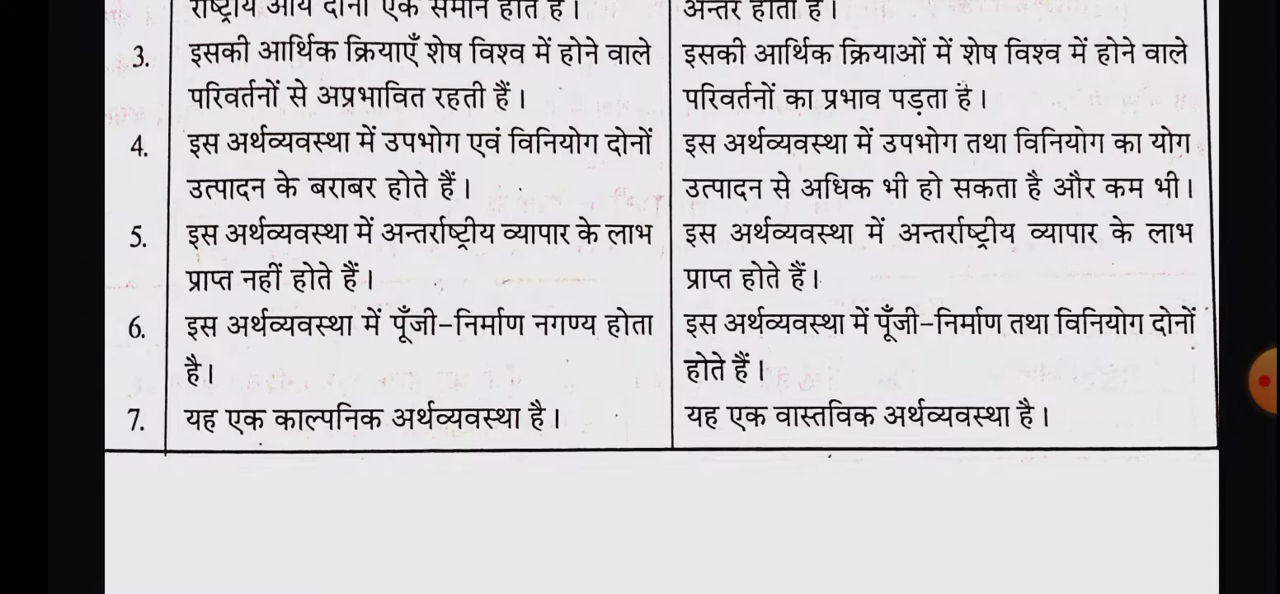 राष्ट्रीय आय दोनों एक समान होते हैं।
अन्तर होता है।
3. इसकी आर्थिक क्रियाएँ शेष विश्व में होने वाले
परिवर्तनों से अप्रभावित रहती हैं।
इसकी आर्थिक क्रियाओं में शेष विश्व में होने वाले
परिवर्तनों का प्रभाव पड़ता है।
4. इस अर्थव्यवस्था में उपभोग एवं विनियोग दोनों
उत्पादन के बराबर होते हैं।
इस अर्थव्यवस्था में उपभोग तथा विनियोग का योग
उत्पादन से अधिक भी हो सकता है और कम भी।
5. इस अर्थव्यवस्था में अन्तर्राष्ट्रीय व्यापार के लाभ
प्राप्त नहीं होते हैं।
इस अर्थव्यवस्था में अन्तर्राष्ट्रीय व्यापार के लाभ
प्राप्त होते हैं।
6. इस अर्थव्यवस्था में पूँजी-निर्माण नगण्य होता
है।
इस अर्थव्यवस्था में पूँजी-निर्माण तथा विनियोग दोनों
होते हैं।
7. यह एक काल्पनिक अर्थव्यवस्था है।
यह एक वास्तविक अर्थव्यवस्था है।